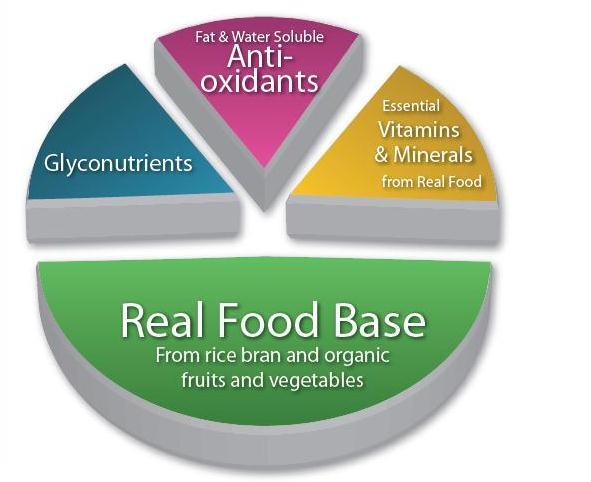 Fat & Water Soluble
Anti-
oxidants
Glyconutrients
Essential
Vitamins
& Minerals
from Real Food
Real Food Base
From rice bran and organic
fruits and vegetables